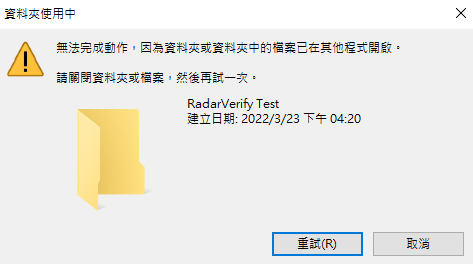 資料夾使用中
無法完成動作，因為資料夾或資料夾中的檔案已在其他程式開啟。
請關閉資料夾或檔案，然後再試一次。
RadarVerify Test
建立日期: 2022/3/23 下午 04:20
重試(R)
取消